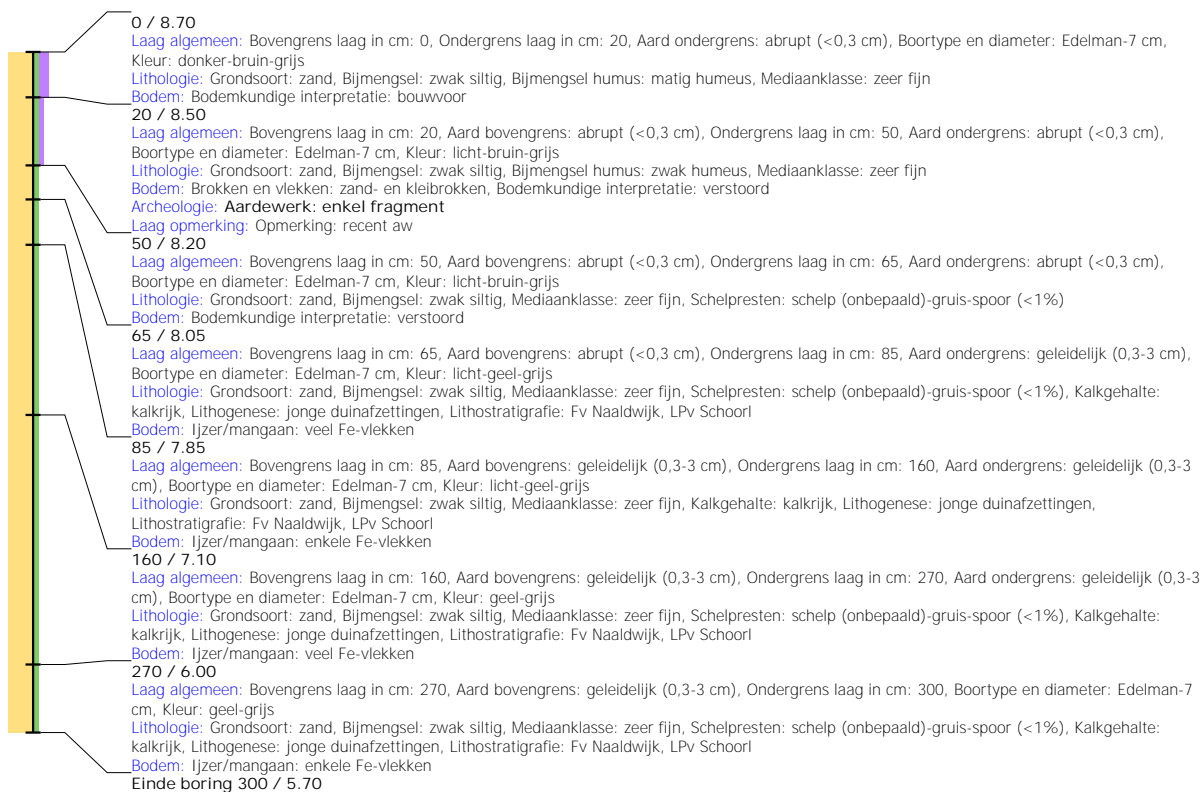 0 / 8.70
Laag algemeen: Bovengrens laag in cm: 0, Ondergrens laag in cm: 20, Aard ondergrens: abrupt (<0,3 cm), Boortype en diameter: Edelman-7 cm,
Kleur: donker-bruin-grijs
Lithologie: Grondsoort: zand, Bijmengsel: zwak siltig, Bijmengsel humus: matig humeus, Mediaanklasse: zeer fijn
Bodem: Bodemkundige interpretatie: bouwvoor
20 / 8.50
Laag algemeen: Bovengrens laag in cm: 20, Aard bovengrens: abrupt (<0,3 cm), Ondergrens laag in cm: 50, Aard ondergrens: abrupt (<0,3 cm),
Boortype en diameter: Edelman-7 cm, Kleur: licht-bruin-grijs
Lithologie: Grondsoort: zand, Bijmengsel: zwak siltig, Bijmengsel humus: zwak humeus, Mediaanklasse: zeer fijn
Bodem: Brokken en vlekken: zand- en kleibrokken, Bodemkundige interpretatie: verstoord
Archeologie: Aardewerk: enkel fragment
Laag opmerking: Opmerking: recent aw
50 / 8.20
Laag algemeen: Bovengrens laag in cm: 50, Aard bovengrens: abrupt (<0,3 cm), Ondergrens laag in cm: 65, Aard ondergrens: abrupt (<0,3 cm),
Boortype en diameter: Edelman-7 cm, Kleur: licht-bruin-grijs
Lithologie: Grondsoort: zand, Bijmengsel: zwak siltig, Mediaanklasse: zeer fijn, Schelpresten: schelp (onbepaald)-gruis-spoor (<1%)
Bodem: Bodemkundige interpretatie: verstoord
65 / 8.05
Laag algemeen: Bovengrens laag in cm: 65, Aard bovengrens: abrupt (<0,3 cm), Ondergrens laag in cm: 85, Aard ondergrens: geleidelijk (0,3-3 cm),
Boortype en diameter: Edelman-7 cm, Kleur: licht-geel-grijs
Lithologie: Grondsoort: zand, Bijmengsel: zwak siltig, Mediaanklasse: zeer fijn, Schelpresten: schelp (onbepaald)-gruis-spoor (<1%), Kalkgehalte:
kalkrijk, Lithogenese: jonge duinafzettingen, Lithostratigrafie: Fv Naaldwijk, LPv Schoorl
Bodem: Ijzer/mangaan: veel Fe-vlekken
85 / 7.85
Laag algemeen: Bovengrens laag in cm: 85, Aard bovengrens: geleidelijk (0,3-3 cm), Ondergrens laag in cm: 160, Aard ondergrens: geleidelijk (0,3-3
cm), Boortype en diameter: Edelman-7 cm, Kleur: licht-geel-grijs
Lithologie: Grondsoort: zand, Bijmengsel: zwak siltig, Mediaanklasse: zeer fijn, Kalkgehalte: kalkrijk, Lithogenese: jonge duinafzettingen,
Lithostratigrafie: Fv Naaldwijk, LPv Schoorl
Bodem: Ijzer/mangaan: enkele Fe-vlekken
160 / 7.10
Laag algemeen: Bovengrens laag in cm: 160, Aard bovengrens: geleidelijk (0,3-3 cm), Ondergrens laag in cm: 270, Aard ondergrens: geleidelijk (0,3-3
cm), Boortype en diameter: Edelman-7 cm, Kleur: geel-grijs
Lithologie: Grondsoort: zand, Bijmengsel: zwak siltig, Mediaanklasse: zeer fijn, Schelpresten: schelp (onbepaald)-gruis-spoor (<1%), Kalkgehalte:
kalkrijk, Lithogenese: jonge duinafzettingen, Lithostratigrafie: Fv Naaldwijk, LPv Schoorl
Bodem: Ijzer/mangaan: veel Fe-vlekken
270 / 6.00
Laag algemeen: Bovengrens laag in cm: 270, Aard bovengrens: geleidelijk (0,3-3 cm), Ondergrens laag in cm: 300, Boortype en diameter: Edelman-7
cm, Kleur: geel-grijs
Lithologie: Grondsoort: zand, Bijmengsel: zwak siltig, Mediaanklasse: zeer fijn, Schelpresten: schelp (onbepaald)-gruis-spoor (<1%), Kalkgehalte:
kalkrijk, Lithogenese: jonge duinafzettingen, Lithostratigrafie: Fv Naaldwijk, LPv Schoorl
Bodem: Ijzer/mangaan: enkele Fe-vlekken
Einde boring 300 / 5.70